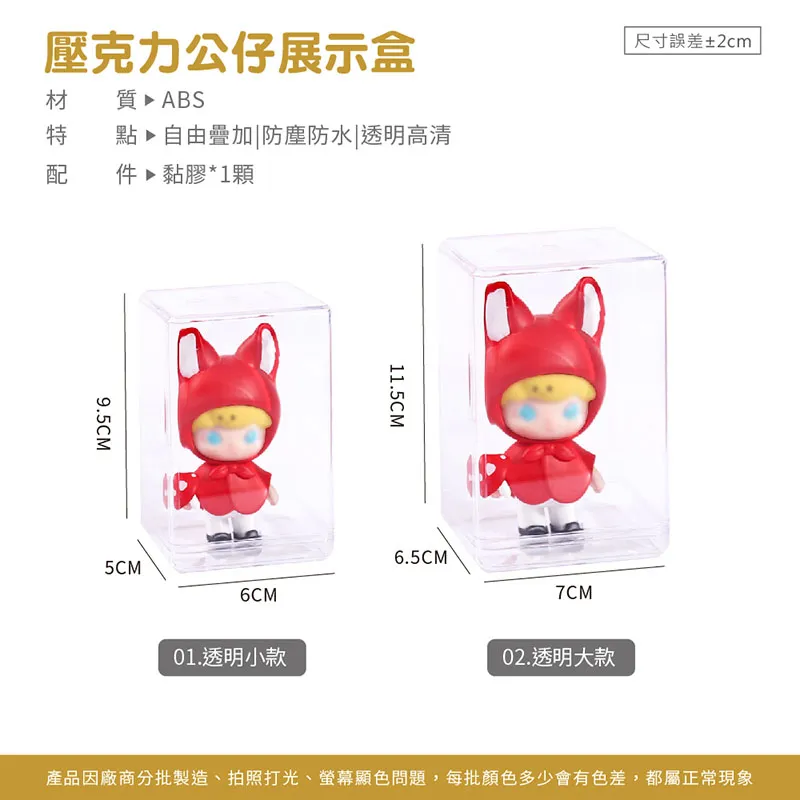 壓克力公仔展示盒
尺寸誤差±2cm
材 質▶ABS
特 點▶自由疊加|防塵防水|透明高清
配 件▶黏膠*1顆
9.5CM
5CM
6CM
11.5CM
6.5CM
7CM
01.透明小款
02.透明大款
產品因廠商分批製造、拍照打光、螢幕顯色問題，每批顏色多少會有色差，都屬正常現象